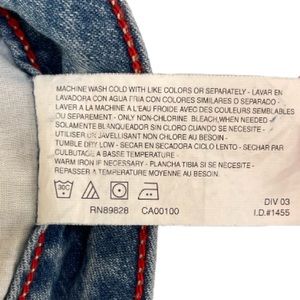 MACHINE WASH COLD WITH LIKE COLORS OR SEPARATELY - LAVAR EN
LAVADORA CON AGUA FRIA CON COLORES SIMILARES O SEPARADO -
LAVER A LA MACHINE A L'EAU FROIDE AVEC DES COULEURS SEMBLABLES
OU SEPAREMENT - ONLY NON-CHLORINE BLEACH, WHEN NEEDED -
SOLAMENTE BLANQUEADOR SIN CLORO CUANDO SE NECESITE -
UTILISER UN JAVELLISANT NON CHLORE AU BESOIN -
TUMBLE DRY LOW - SECAR EN SECADORA CICLO LENTO - SECHAR PAR
CULBUTAGE A BASSE TEMPERATURE -
WARM IRON IF NECESSARY - PLANCHA TIBIA SI SE NECESITE -
REPASSER A TEMPERATURE MOYENNE AU BESOIN.
30C
RN89828 CA00100
DIV 03
I.D.#1455